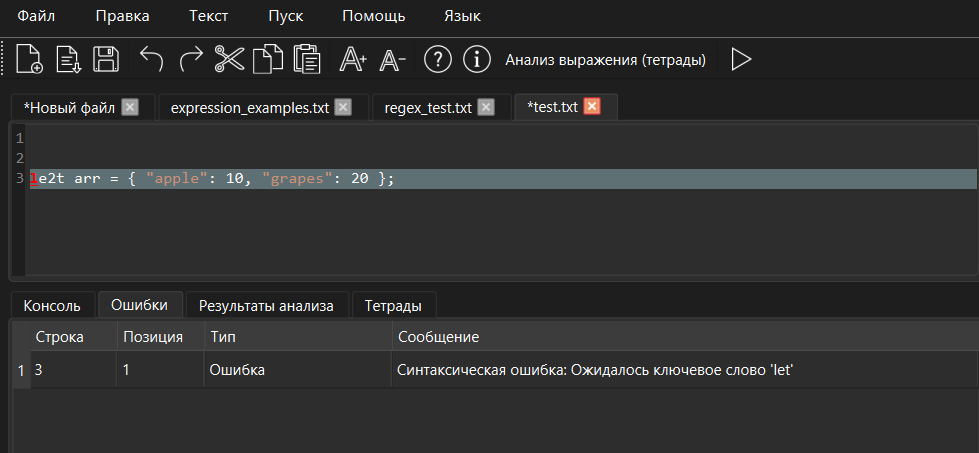 Файл Правка Текст Пуск Помощь Язык
A+ A- ? i Анализ выражения (тетрады)
*Новый файл expression_examples.txt regex_test.txt *test.txt
1
2
3 le2t arr = { "apple": 10, "grapes": 20 };
Консоль Ошибки Результаты анализа Тетрады
Строка Позиция Тип Сообщение
1 3 1 Ошибка Синтаксическая ошибка: Ожидалось ключевое слово 'let'